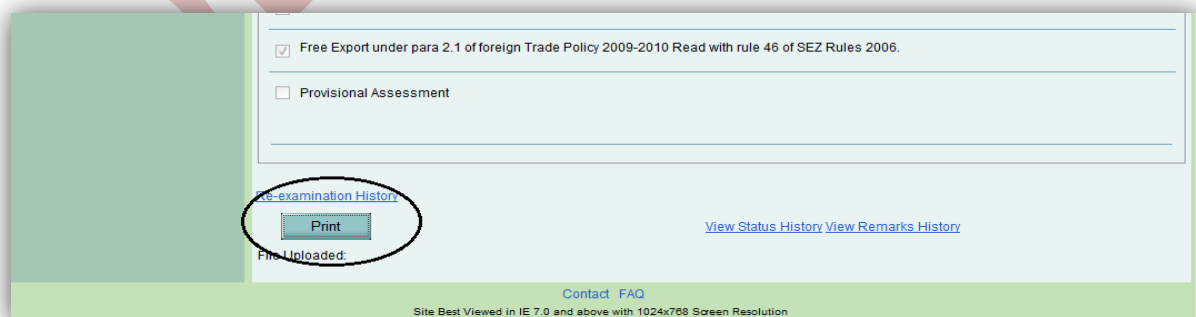 Free Export under para 2.1 of foreign Trade Policy 2009-2010 Read with rule 46 of SEZ Rules 2006.
Provisional Assessment
Re-examination History
Print
View Status History View Remarks History
File Uploaded:
Contact FAQ
Site Best Viewed in IE 7.0 and above with 1024x768 Screen Resolution